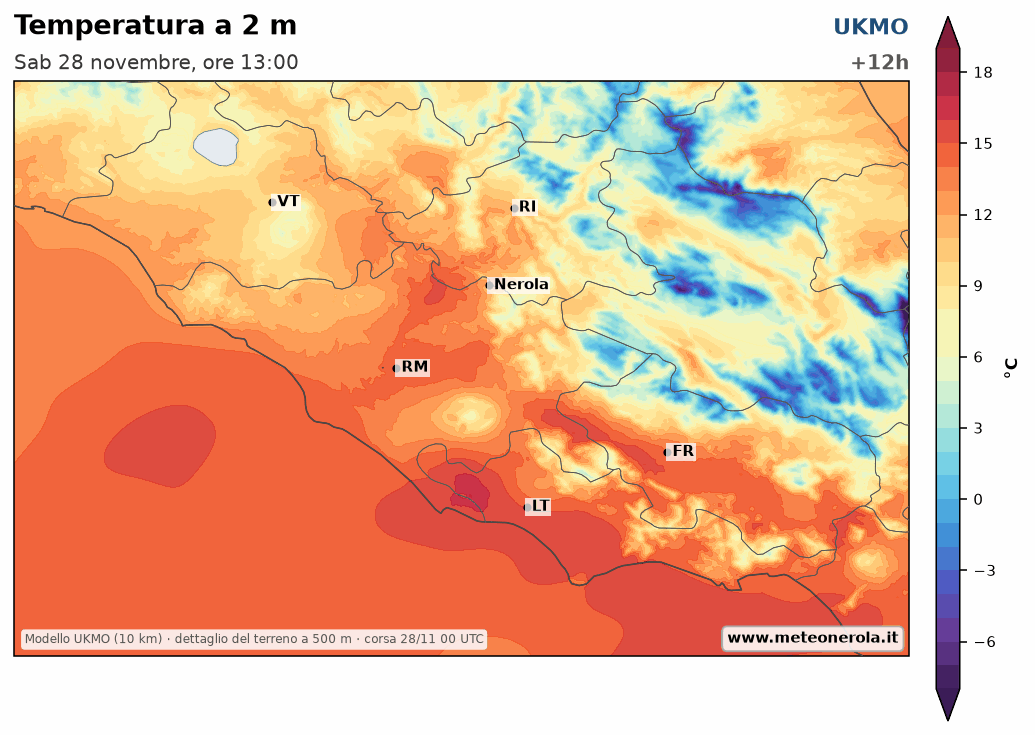 Temperatura a 2 m
UKMO
Sab 28 novembre, ore 13:00
+12h
VT
RI
Nerola
RM
FR
LT
18
15
12
9
6
3
0
−3
−6
°C
Modello UKMO (10 km) · dettaglio del terreno a 500 m · corsa 28/11 00 UTC
www.meteonerola.it